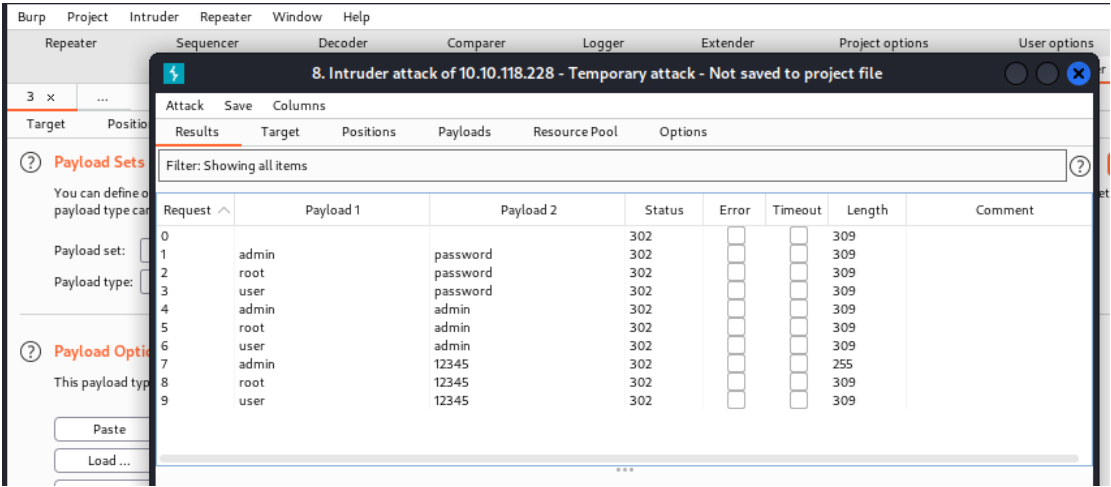 Burp Project Intruder Repeater Window Help
Repeater Sequencer Decoder Comparer Logger Extender Project options User options
8. Intruder attack of 10.10.118.228 - Temporary attack - Not saved to project file
3 × ...
Attack Save Columns
Target Positio
Results Target Positions Payloads Resource Pool Options
? Payload Sets
Filter: Showing all items ?
You can define o
payload type car
Request Payload 1 Payload 2 Status Error Timeout Length Comment
0 302 309
Payload set:
1 admin password 302 309
2 root password 302 309
Payload type:
3 user password 302 309
4 admin admin 302 309
5 root admin 302 309
6 user admin 302 309
? Payload Optio
7 admin 12345 302 255
This payload typ
8 root 12345 302 309
9 user 12345 302 309
Paste
Load ...